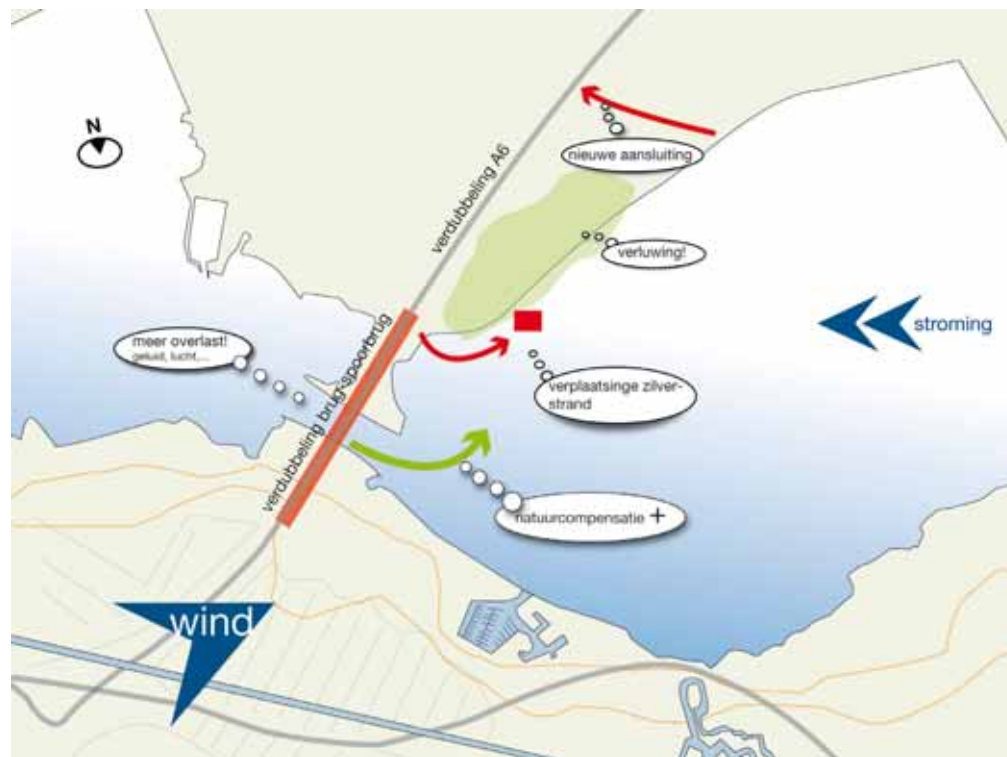 N
nieuwe aansluiting
verdubbeling A6
verluwing!
stroming
meer overlast!
geluid, lucht,...
verplaatsinge zilver-
strand
verdubbeling brug-spoorbrug
natuurcompensatie +
wind